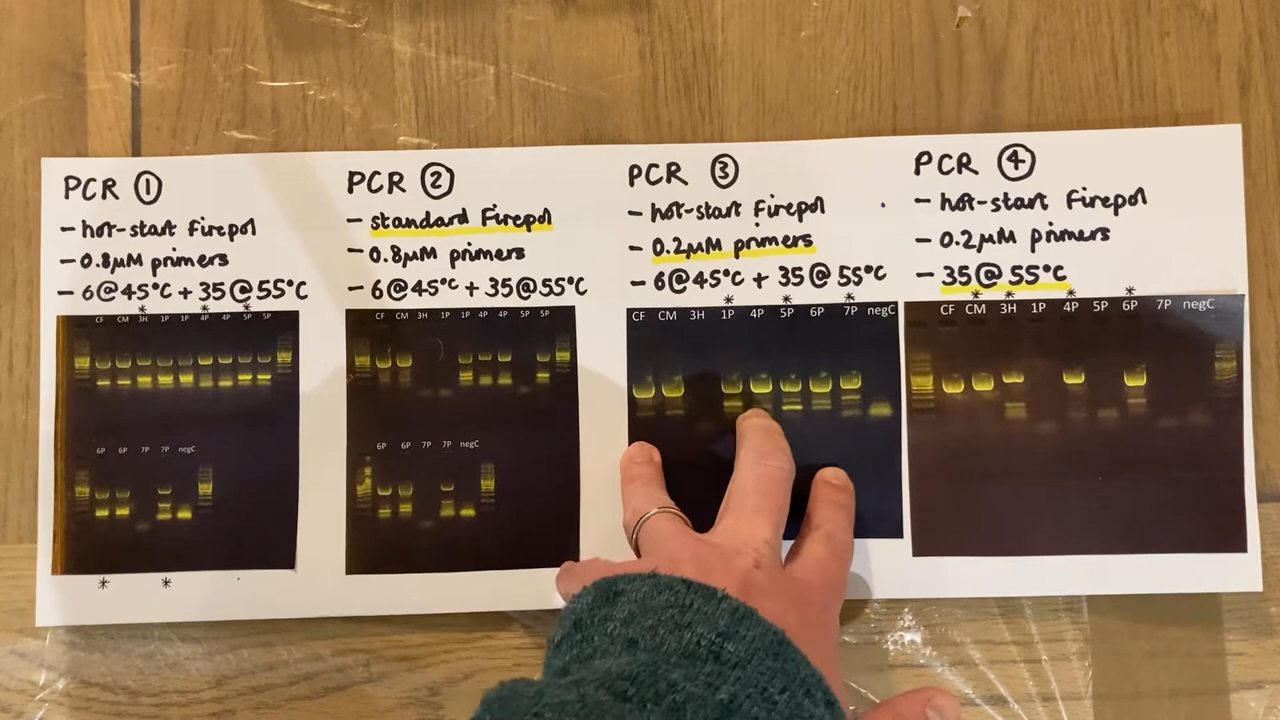 PCR ①
- hot-start Firepol
- 0.8µM primers
- 6@45°C + 35@55°C
* * *
CF CM 3H 1P 4P 4P 5P 5P
6P 6P 7P 7P negC
* *
PCR ②
- standard Firepol
- 0.8µM primers
- 6@45°C + 35@55°C
CF CM 3H 1P 4P 4P 5P 5P
6P 6P 7P 7P negC
PCR ③
- hot-start Firepol
- 0.2µM primers
- 6@45°C + 35@55°C
* * *
CF CM 3H 1P 4P 5P 6P 7P negC
PCR ④
- hot-start Firepol
- 0.2µM primers
- 35@55°C
* * * *
CF CM 3H 1P 4P 5P 6P 7P negC